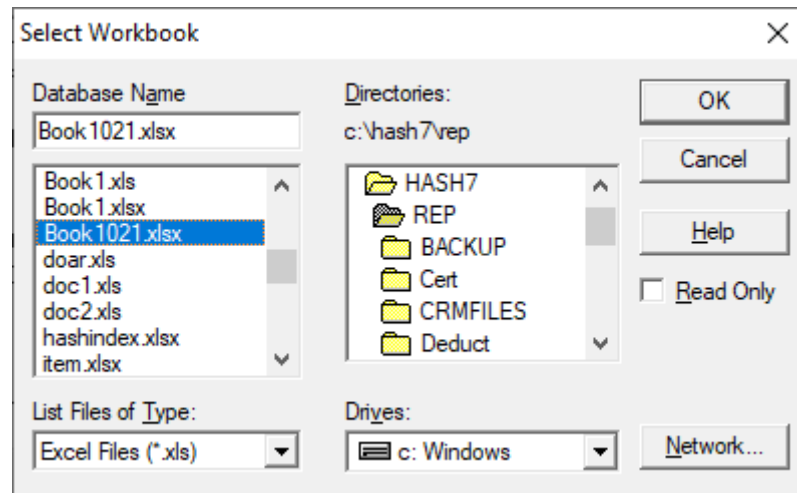 Select Workbook
Database Name
Book1021.xlsx
Book1.xls
Book1.xlsx
Book1021.xlsx
doar.xls
doc1.xls
doc2.xls
hashindex.xlsx
item.xlsx
List Files of Type:
Excel Files (*.xls)
Directories:
c:\hash7\rep
HASH7
REP
BACKUP
Cert
CRMFILES
Deduct
Drives:
c: Windows
OK
Cancel
Help
Read Only
Network...